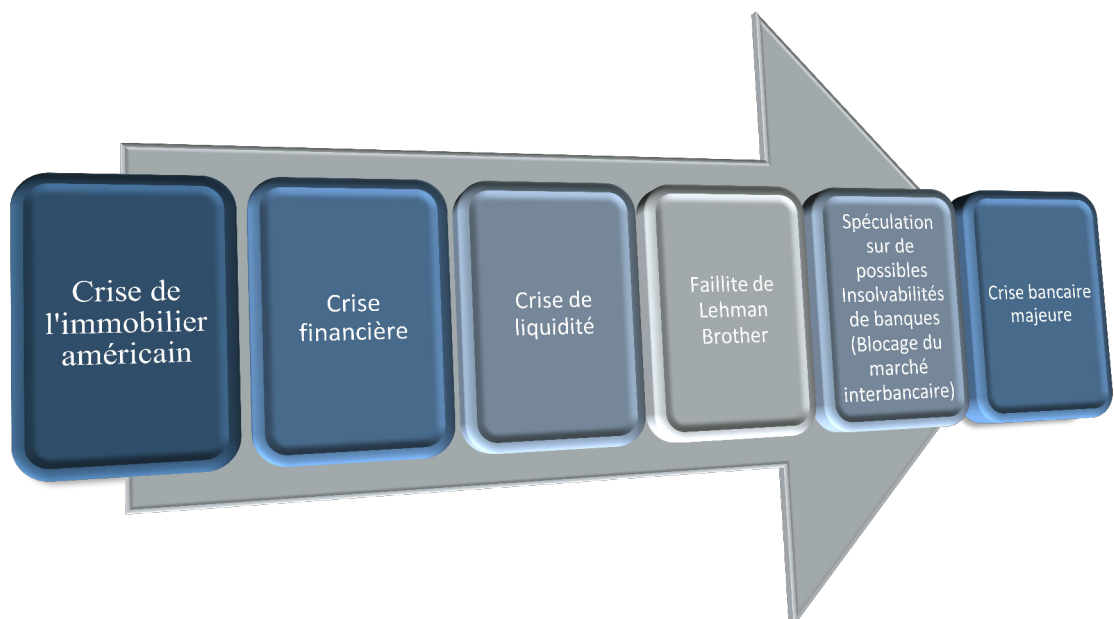 Crise de
l'immobilier
américain
Crise
financière
Crise de
liquidité
Faillite de
Lehman
Brother
Spéculation
sur de
possibles
Insolvabilités
de banques
(Blocage du
marché
interbancaire)
Crise bancaire
majeure